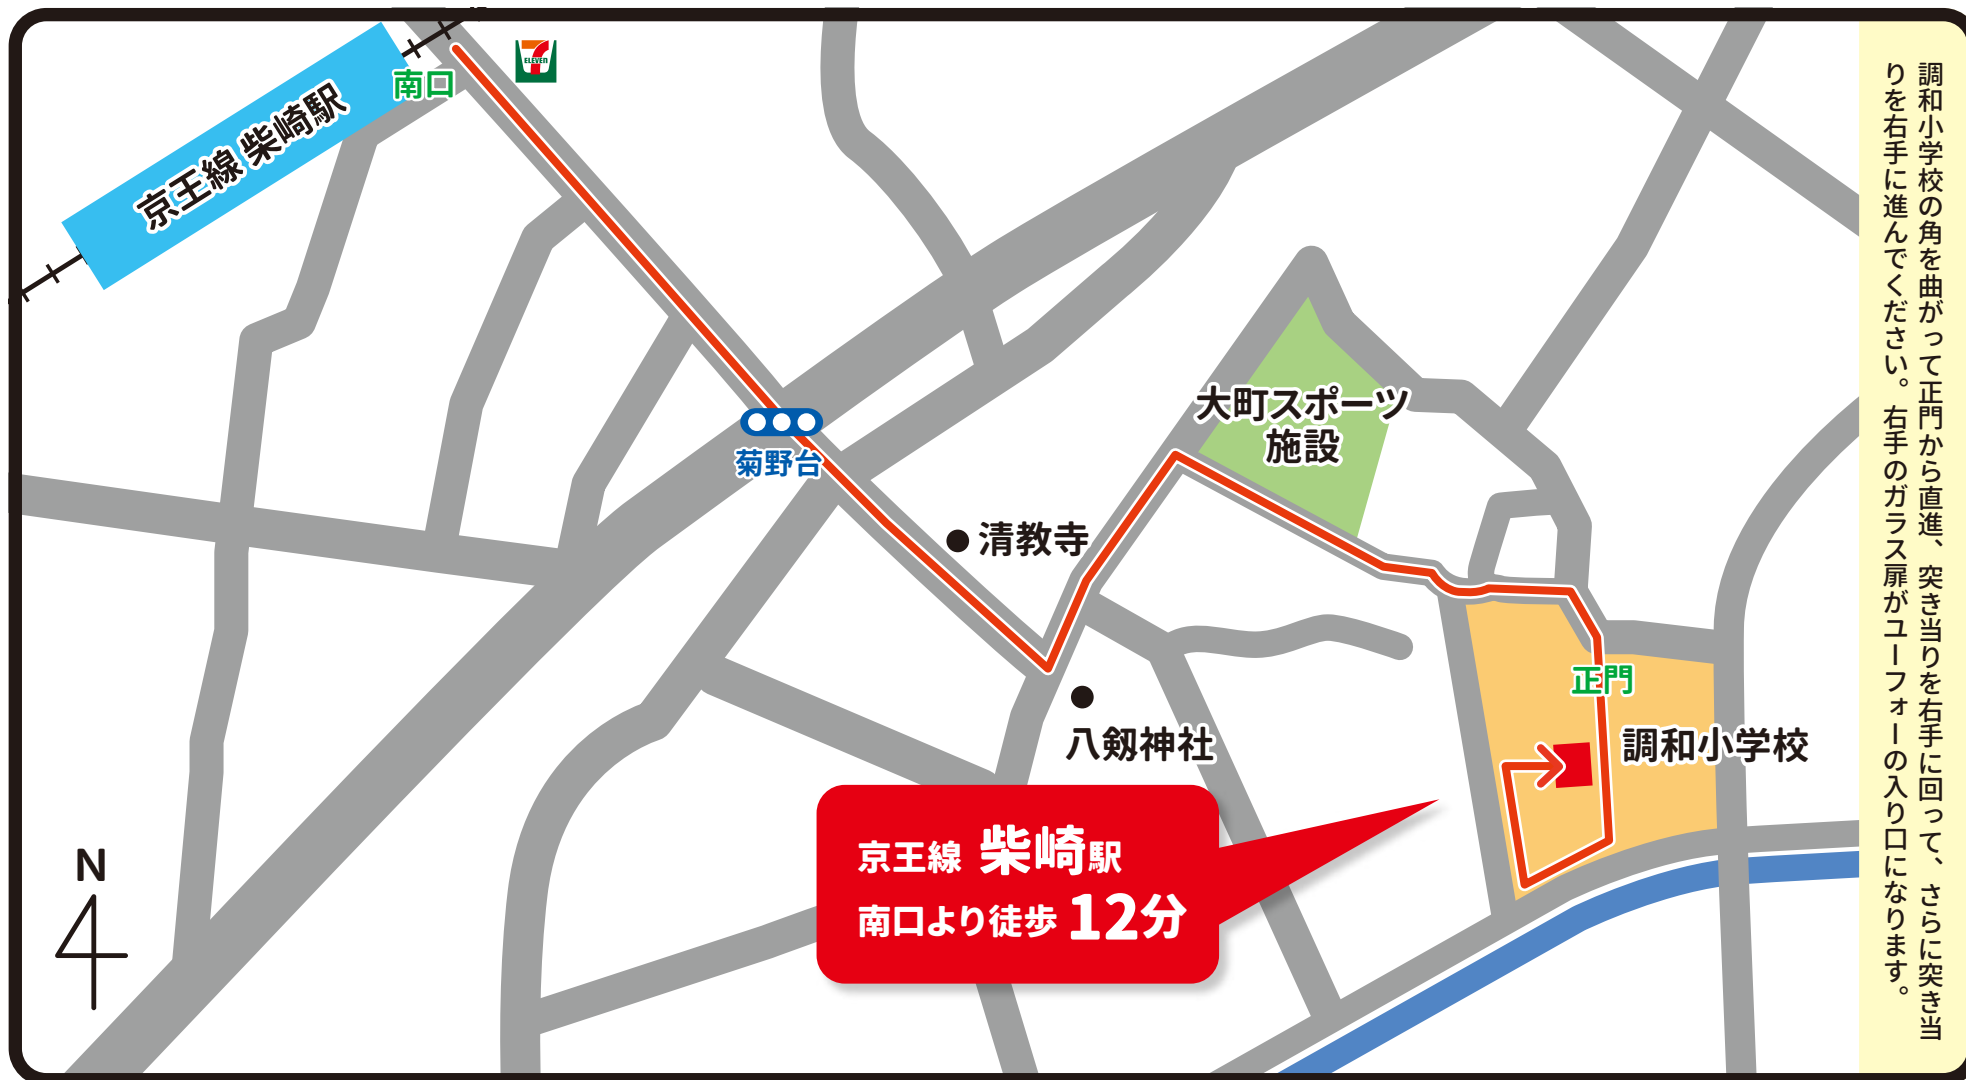 調和小学校の角を曲がって正門から直進、突き当りを右手に回って、さらに突き当
りを右手に進んでください。右手のガラス扉がユーフォーの入り口になります。
ELEVEN
南口
京王線 柴崎駅
菊野台
大町スポーツ
施設
清教寺
八剱神社
正門
調和小学校
京王線 柴崎駅
南口より徒歩 12分
N